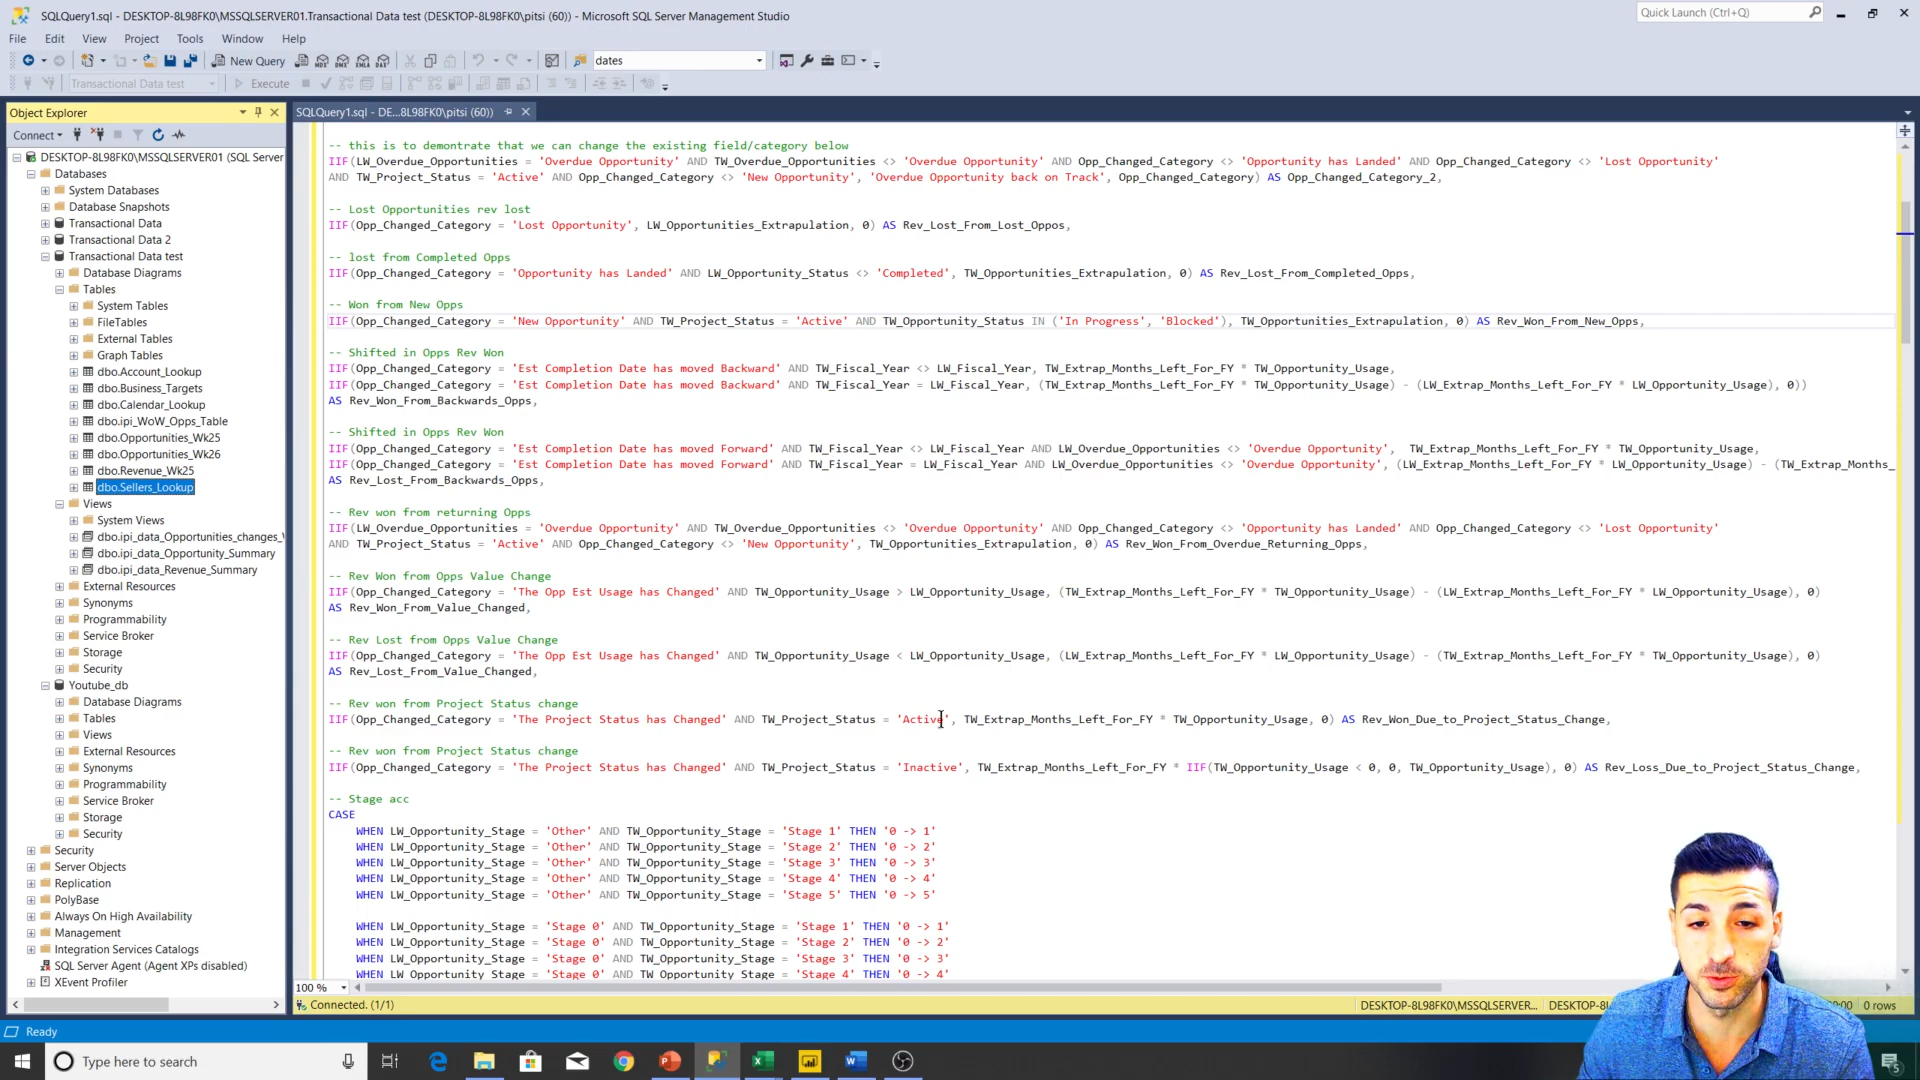 SQLQuery1.sql - DESKTOP-8L98FK0\MSSQLSERVER01.Transactional Data test (DESKTOP-8L98FK0\pitsi (60)) - Microsoft SQL Server Management Studio
Quick Launch (Ctrl+Q)
File Edit View Project Tools Window Help
New Query
MDX DMX XMLA DAX
dates
Transactional Data test
Execute
Object Explorer
SQLQuery1.sql - DE...8L98FK0\pitsi (60))
Connect
DESKTOP-8L98FK0\MSSQLSERVER01 (SQL Server
Databases
System Databases
Database Snapshots
Transactional Data
Transactional Data 2
Transactional Data test
Database Diagrams
Tables
System Tables
FileTables
External Tables
Graph Tables
dbo.Account_Lookup
dbo.Business_Targets
dbo.Calendar_Lookup
dbo.ipi_WoW_Opps_Table
dbo.Opportunities_Wk25
dbo.Opportunities_Wk26
dbo.Revenue_Wk25
dbo.Sellers_Lookup
Views
System Views
dbo.ipi_data_Opportunities_changes_
dbo.ipi_data_Opportunity_Summary
dbo.ipi_data_Revenue_Summary
External Resources
Synonyms
Programmability
Service Broker
Storage
Security
Youtube_db
Database Diagrams
Tables
Views
External Resources
Synonyms
Programmability
Service Broker
Storage
Security
Security
Server Objects
Replication
PolyBase
Always On High Availability
Management
Integration Services Catalogs
SQL Server Agent (Agent XPs disabled)
XEvent Profiler
-- this is to demontrate that we can change the existing field/category below
IIF(LW_Overdue_Opportunities = 'Overdue Opportunity' AND TW_Overdue_Opportunities <> 'Overdue Opportunity' AND Opp_Changed_Category <> 'Opportunity has Landed' AND Opp_Changed_Category <> 'Lost Opportunity'
AND TW_Project_Status = 'Active' AND Opp_Changed_Category <> 'New Opportunity', 'Overdue Opportunity back on Track', Opp_Changed_Category) AS Opp_Changed_Category_2,
-- Lost Opportunities rev lost
IIF(Opp_Changed_Category = 'Lost Opportunity', LW_Opportunities_Extrapulation, 0) AS Rev_Lost_From_Lost_Oppos,
-- lost from Completed Opps
IIF(Opp_Changed_Category = 'Opportunity has Landed' AND LW_Opportunity_Status <> 'Completed', TW_Opportunities_Extrapulation, 0) AS Rev_Lost_From_Completed_Opps,
-- Won from New Opps
IIF(Opp_Changed_Category = 'New Opportunity' AND TW_Project_Status = 'Active' AND TW_Opportunity_Status IN ('In Progress', 'Blocked'), TW_Opportunities_Extrapulation, 0) AS Rev_Won_From_New_Opps,
-- Shifted in Opps Rev Won
IIF(Opp_Changed_Category = 'Est Completion Date has moved Backward' AND TW_Fiscal_Year <> LW_Fiscal_Year, TW_Extrap_Months_Left_For_FY * TW_Opportunity_Usage,
IIF(Opp_Changed_Category = 'Est Completion Date has moved Backward' AND TW_Fiscal_Year = LW_Fiscal_Year, (TW_Extrap_Months_Left_For_FY * TW_Opportunity_Usage) - (LW_Extrap_Months_Left_For_FY * LW_Opportunity_Usage), 0))
AS Rev_Won_From_Backwards_Opps,
-- Shifted in Opps Rev Won
IIF(Opp_Changed_Category = 'Est Completion Date has moved Forward' AND TW_Fiscal_Year <> LW_Fiscal_Year AND LW_Overdue_Opportunities <> 'Overdue Opportunity', TW_Extrap_Months_Left_For_FY * TW_Opportunity_Usage,
IIF(Opp_Changed_Category = 'Est Completion Date has moved Forward' AND TW_Fiscal_Year = LW_Fiscal_Year AND LW_Overdue_Opportunities <> 'Overdue Opportunity', (LW_Extrap_Months_Left_For_FY * LW_Opportunity_Usage) - (TW_Extrap_Months_
AS Rev_Lost_From_Backwards_Opps,
-- Rev won from returning Opps
IIF(LW_Overdue_Opportunities = 'Overdue Opportunity' AND TW_Overdue_Opportunities <> 'Overdue Opportunity' AND Opp_Changed_Category <> 'Opportunity has Landed' AND Opp_Changed_Category <> 'Lost Opportunity'
AND TW_Project_Status = 'Active' AND Opp_Changed_Category <> 'New Opportunity', TW_Opportunities_Extrapulation, 0) AS Rev_Won_From_Overdue_Returning_Opps,
-- Rev Won from Opps Value Change
IIF(Opp_Changed_Category = 'The Opp Est Usage has Changed' AND TW_Opportunity_Usage > LW_Opportunity_Usage, (TW_Extrap_Months_Left_For_FY * TW_Opportunity_Usage) - (LW_Extrap_Months_Left_For_FY * LW_Opportunity_Usage), 0)
AS Rev_Won_From_Value_Changed,
-- Rev Lost from Opps Value Change
IIF(Opp_Changed_Category = 'The Opp Est Usage has Changed' AND TW_Opportunity_Usage < LW_Opportunity_Usage, (LW_Extrap_Months_Left_For_FY * LW_Opportunity_Usage) - (TW_Extrap_Months_Left_For_FY * TW_Opportunity_Usage), 0)
AS Rev_Lost_From_Value_Changed,
-- Rev won from Project Status change
IIF(Opp_Changed_Category = 'The Project Status has Changed' AND TW_Project_Status = 'Active', TW_Extrap_Months_Left_For_FY * TW_Opportunity_Usage, 0) AS Rev_Won_Due_to_Project_Status_Change,
-- Rev won from Project Status change
IIF(Opp_Changed_Category = 'The Project Status has Changed' AND TW_Project_Status = 'Inactive', TW_Extrap_Months_Left_For_FY * IIF(TW_Opportunity_Usage < 0, 0, TW_Opportunity_Usage), 0) AS Rev_Loss_Due_to_Project_Status_Change,
-- Stage acc
CASE
WHEN LW_Opportunity_Stage = 'Other' AND TW_Opportunity_Stage = 'Stage 1' THEN '0 -> 1'
WHEN LW_Opportunity_Stage = 'Other' AND TW_Opportunity_Stage = 'Stage 2' THEN '0 -> 2'
WHEN LW_Opportunity_Stage = 'Other' AND TW_Opportunity_Stage = 'Stage 3' THEN '0 -> 3'
WHEN LW_Opportunity_Stage = 'Other' AND TW_Opportunity_Stage = 'Stage 4' THEN '0 -> 4'
WHEN LW_Opportunity_Stage = 'Other' AND TW_Opportunity_Stage = 'Stage 5' THEN '0 -> 5'
WHEN LW_Opportunity_Stage = 'Stage 0' AND TW_Opportunity_Stage = 'Stage 1' THEN '0 -> 1'
WHEN LW_Opportunity_Stage = 'Stage 0' AND TW_Opportunity_Stage = 'Stage 2' THEN '0 -> 2'
WHEN LW_Opportunity_Stage = 'Stage 0' AND TW_Opportunity_Stage = 'Stage 3' THEN '0 -> 3'
WHEN LW_Opportunity_Stage = 'Stage 0' AND TW_Opportunity_Stage = 'Stage 4' THEN '0 -> 4'
100 %
Connected. (1/1)
DESKTOP-8L98FK0\MSSQLSERVER... DESKTOP-8L :00 0 rows
Ready
Type here to search
5